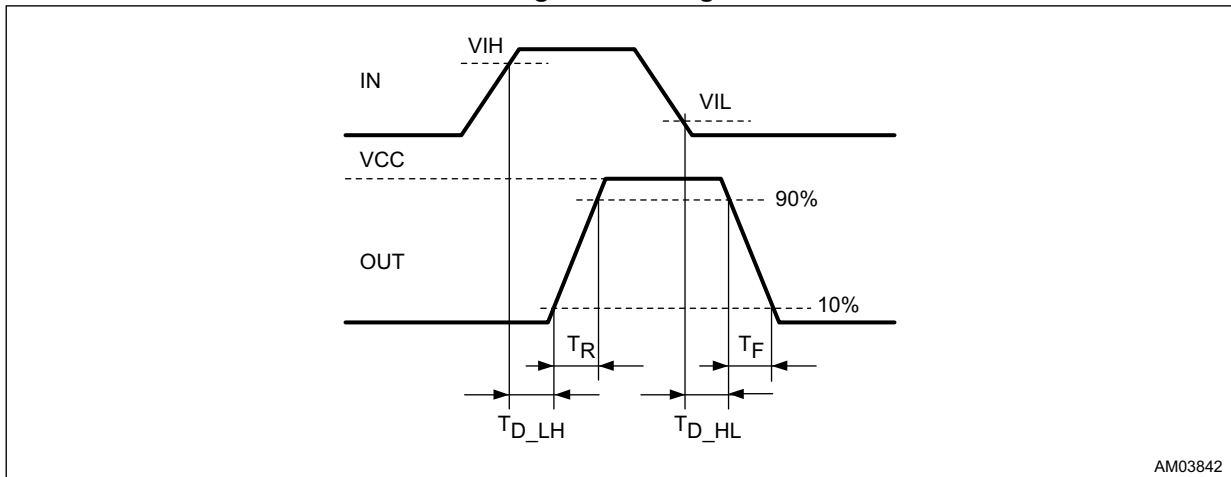 VIH
IN
VIL
VCC
90%
OUT
10%
TR
TF
TD_LH
TD_HL
AM03842